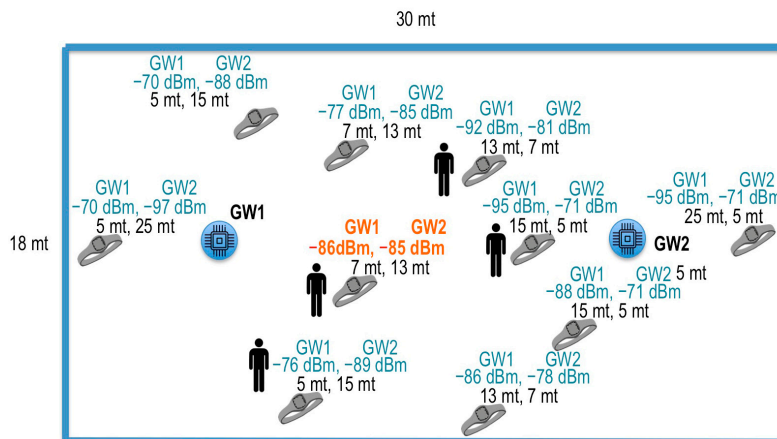 30 mt
GW1 GW2
−70 dBm, −88 dBm
5 mt, 15 mt
GW1 GW2
−77 dBm, −85 dBm
7 mt, 13 mt
GW1 GW2
−92 dBm, −81 dBm
13 mt, 7 mt
GW1 GW2
−70 dBm, −97 dBm
5 mt, 25 mt
GW1
GW1 GW2
−95 dBm, −71 dBm
15 mt, 5 mt
GW1 GW2
−95 dBm, −71 dBm
25 mt, 5 mt
18 mt
GW1 GW2
−86dBm, −85 dBm
7 mt, 13 mt
GW2
5 mt
GW1 GW2
−88 dBm, −71 dBm
15 mt, 5 mt
GW1 GW2
−76 dBm, −89 dBm
5 mt, 15 mt
GW1 GW2
−86 dBm, −78 dBm
13 mt, 7 mt